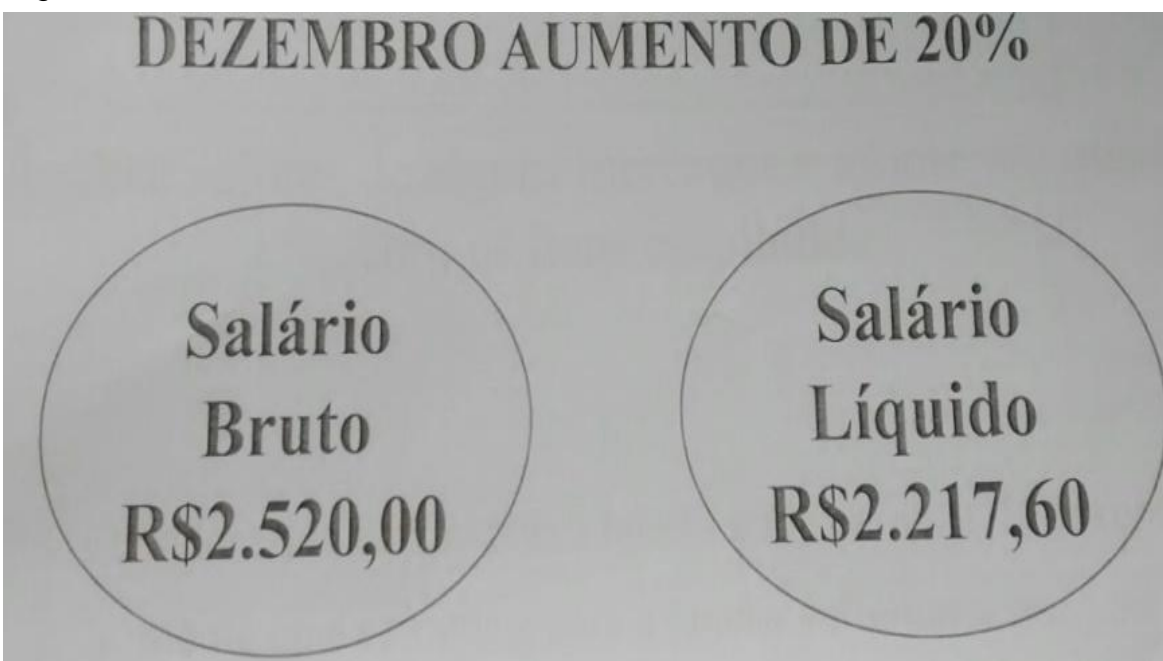 DEZEMBRO AUMENTO DE 20%
Salário
Bruto
R$2.520,00
Salário
Líquido
R$2.217,60